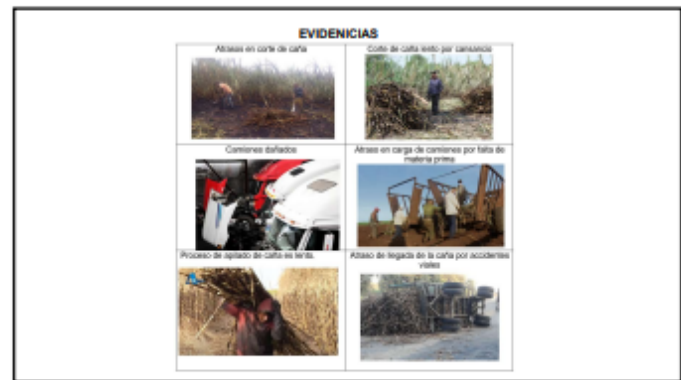 EVIDENICIAS
Atrasos en corte de caña
Corte de caña lento por cansancio
Camiones dañados
Atraso en carga de camiones por falta de
materia prima
Proceso de apilado de caña es lento.
Atraso de llegada de la caña por accidentes
viales